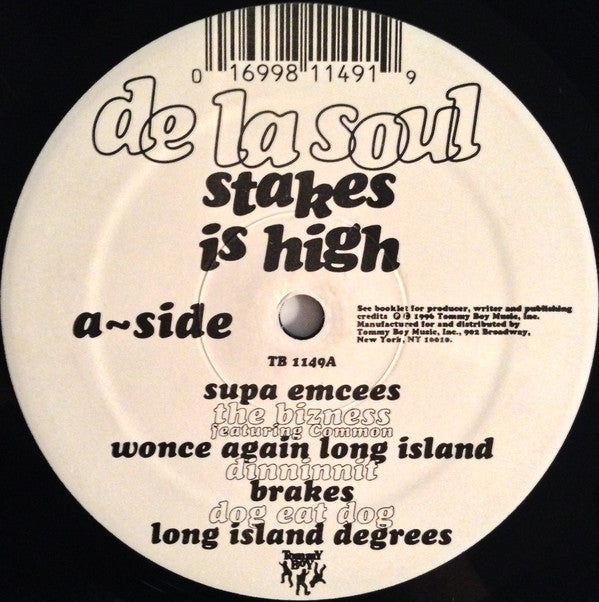 0 16998 11491 9
de la soul
stakes
is high
a~side
See booklet for producer, writer and publishing
credits ℗ © 1996 Tommy Boy Music, Inc.
Manufactured for and distributed by
Tommy Boy Music, Inc., 902 Broadway,
New York, NY 10010.
TB 1149A
supa emcees
the bizness
featuring Common
wonce again long island
dinninnit
brakes
dog eat dog
long island degrees
Tommy
Boy